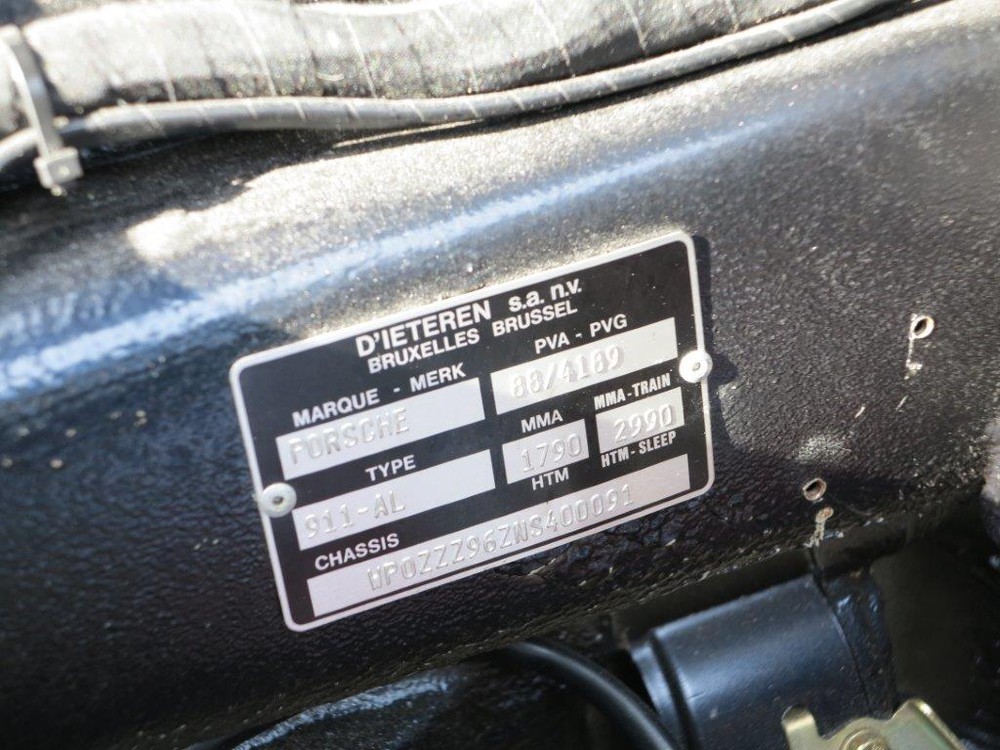 D'IETEREN s.a. n.v.
BRUXELLES BRUSSEL
MARQUE - MERK
PVA - PVG
PORSCHE
88/4189
TYPE
MMA
MMA-TRAIN
911-AL
1790
2990
HTM
HTM-SLEEP
CHASSIS
WP0ZZZ96ZNS400091